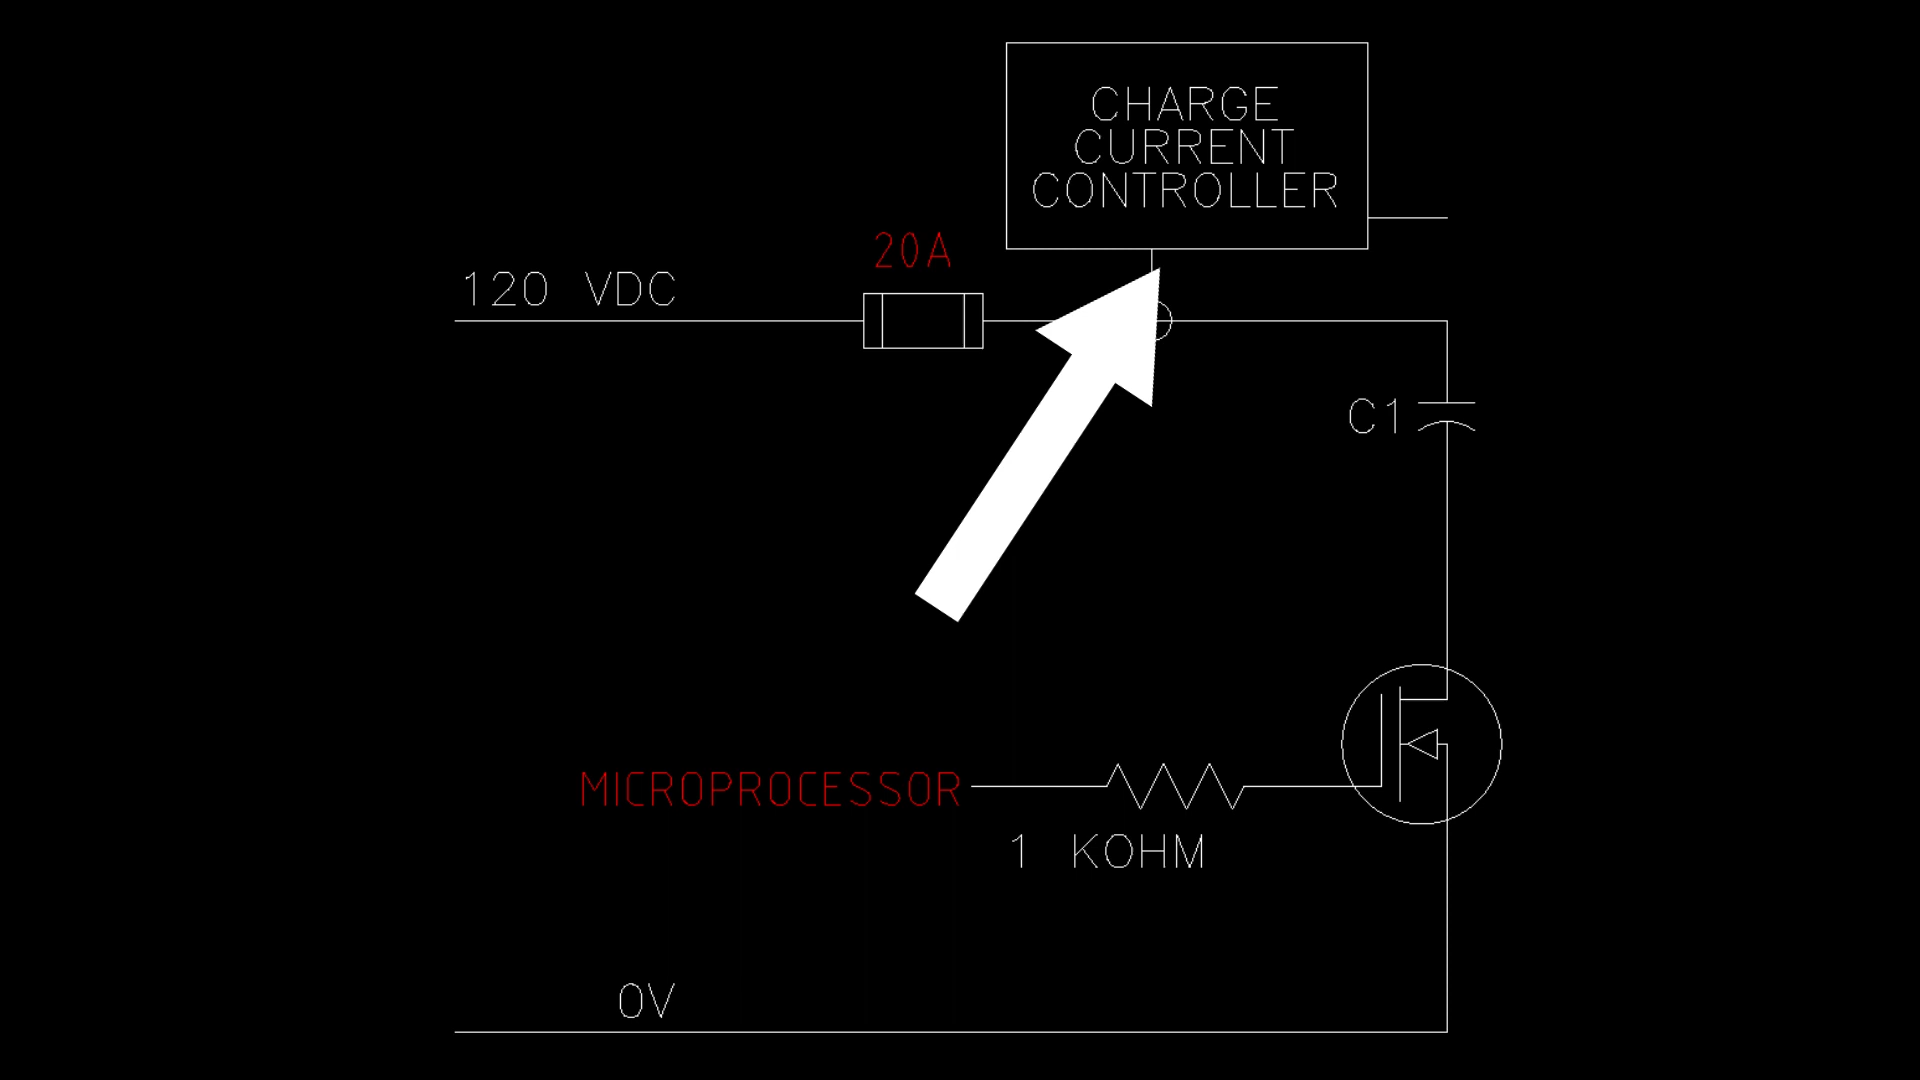 CHARGE
CURRENT
CONTROLLER
20A
120 VDC
C1
MICROPROCESSOR
1 KOHM
0V